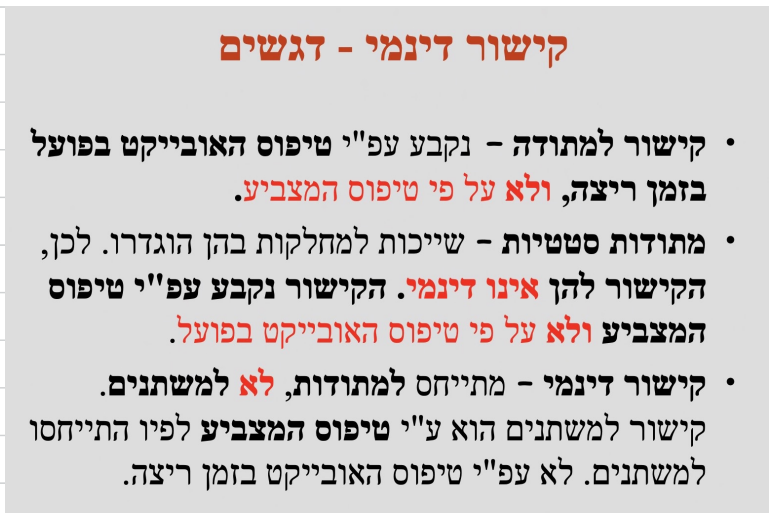 קישור דינמי - דגשים
• קישור למתודה – נקבע עפ"י טיפוס האובייקט בפועל
בזמן ריצה, ולא על פי טיפוס המצביע.
• מתודות סטטיות – שייכות למחלקות בהן הוגדרו. לכן,
הקישור להן אינו דינמי. הקישור נקבע עפ"י טיפוס
המצביע ולא על פי טיפוס האובייקט בפועל.
• קישור דינמי – מתייחס למתודות, לא למשתנים.
קישור למשתנים הוא ע"י טיפוס המצביע לפיו התייחסו
למשתנים. לא עפ"י טיפוס האובייקט בזמן ריצה.